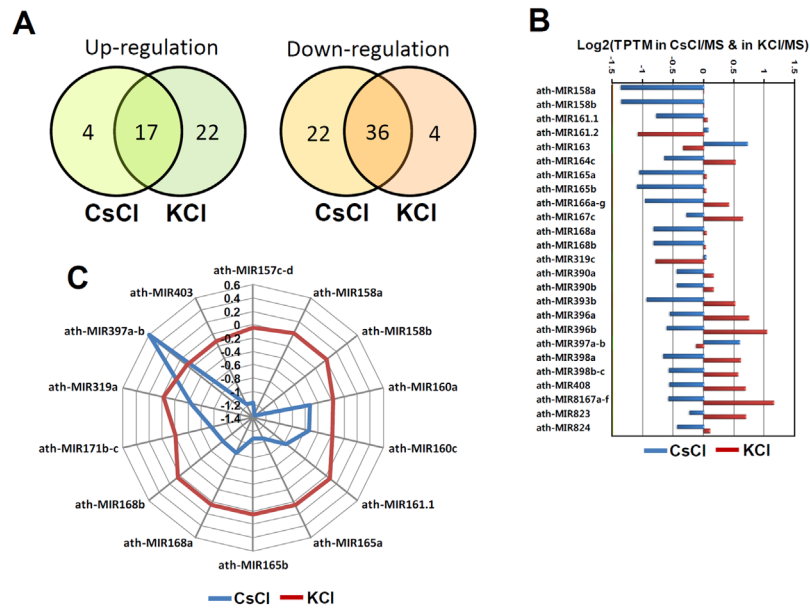 A
Up-regulation
Down-regulation
4
17
22
22
36
4
CsCl
KCl
CsCl
KCl
B
Log2(TPTM in CsCl/MS & in KCl/MS)
-1.5
-1
-0.5
0
0.5
1
1.5
ath-MIR158a
ath-MIR158b
ath-MIR161.1
ath-MIR161.2
ath-MIR163
ath-MIR164c
ath-MIR165a
ath-MIR165b
ath-MIR166a-g
ath-MIR167c
ath-MIR168a
ath-MIR168b
ath-MIR319c
ath-MIR390a
ath-MIR390b
ath-MIR393b
ath-MIR396a
ath-MIR396b
ath-MIR397a-b
ath-MIR398a
ath-MIR398b-c
ath-MIR408
ath-MIR8167a-f
ath-MIR823
ath-MIR824
CsCl
KCl
C
ath-MIR157c-d
ath-MIR158a
ath-MIR158b
ath-MIR160a
ath-MIR160c
ath-MIR161.1
ath-MIR165a
ath-MIR165b
ath-MIR168a
ath-MIR168b
ath-MIR171b-c
ath-MIR319a
ath-MIR397a-b
ath-MIR403
0.6
0.4
0.2
0
-0.2
-0.4
-0.6
-0.8
-1
-1.2
-1.4
CsCl
KCl